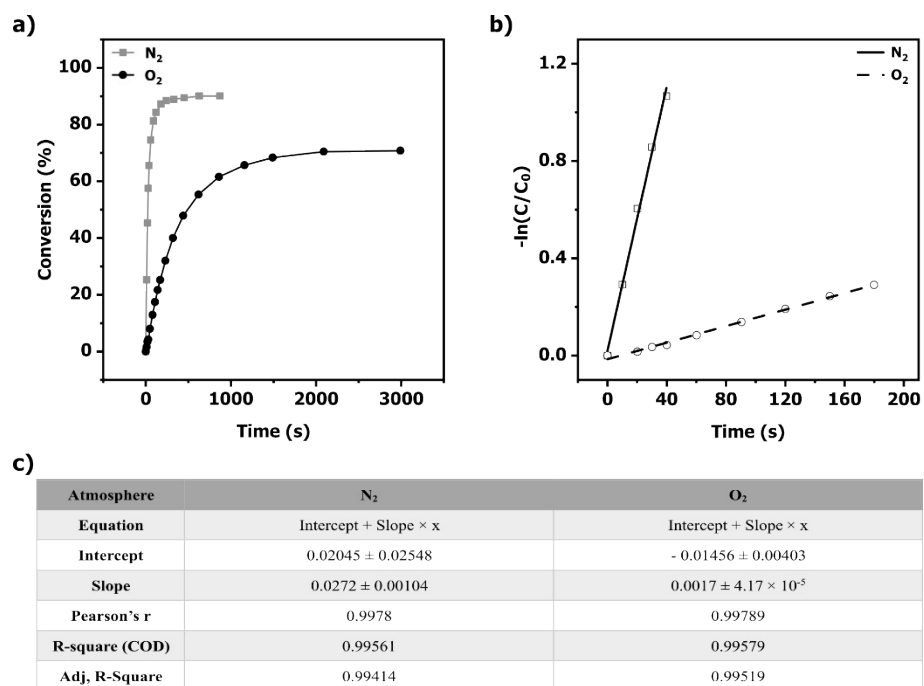 a)
N₂
O₂
100
80
60
40
20
0
Conversion (%)
0 1000 2000 3000
Time (s)
b)
N₂
O₂
1.2
0.8
0.4
0.0
-ln(C/C₀)
0 40 80 120 160 200
Time (s)
c)
Atmosphere N₂ O₂
Equation Intercept + Slope × x Intercept + Slope × x
Intercept 0.02045 ± 0.02548 - 0.01456 ± 0.00403
Slope 0.0272 ± 0.00104 0.0017 ± 4.17 × 10⁻⁵
Pearson's r 0.9978 0.99789
R-square (COD) 0.99561 0.99579
Adj, R-Square 0.99414 0.99519